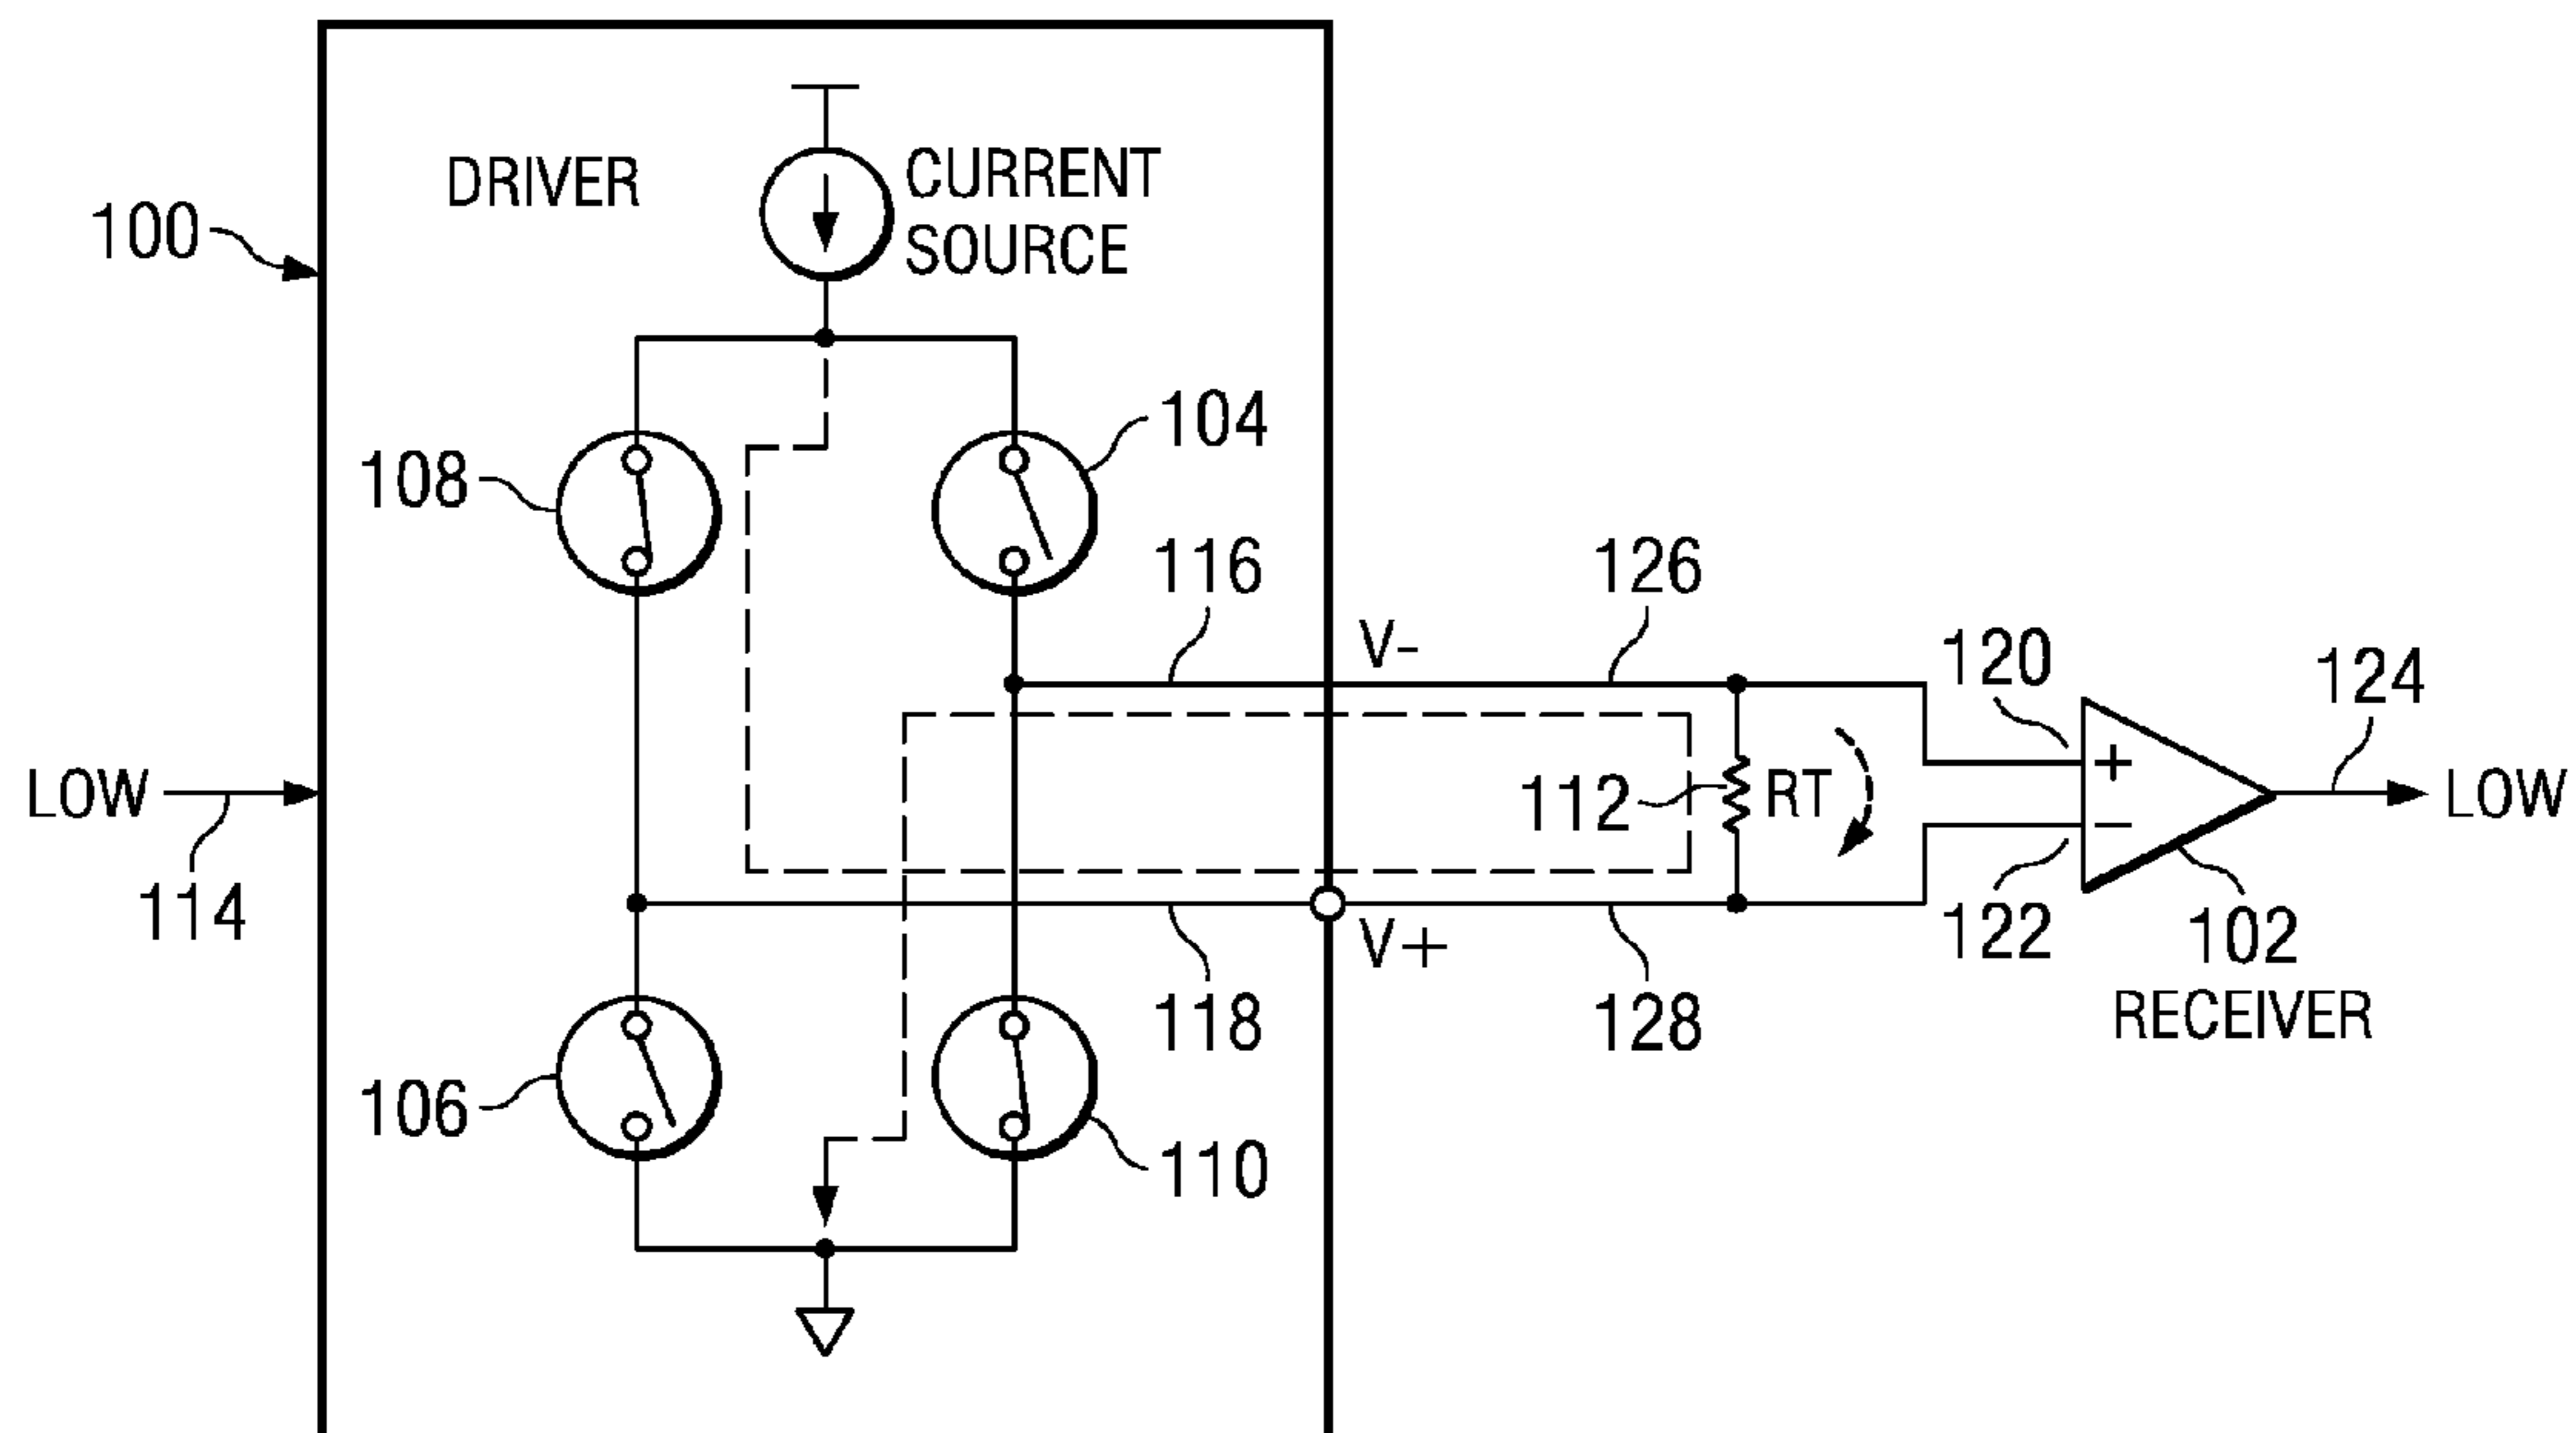 DRIVER
CURRENT
SOURCE
100
108
104
116
126
V-
120
124
LOW
114
112
RT
+
−
LOW
118
V+
128
122
102
RECEIVER
106
110